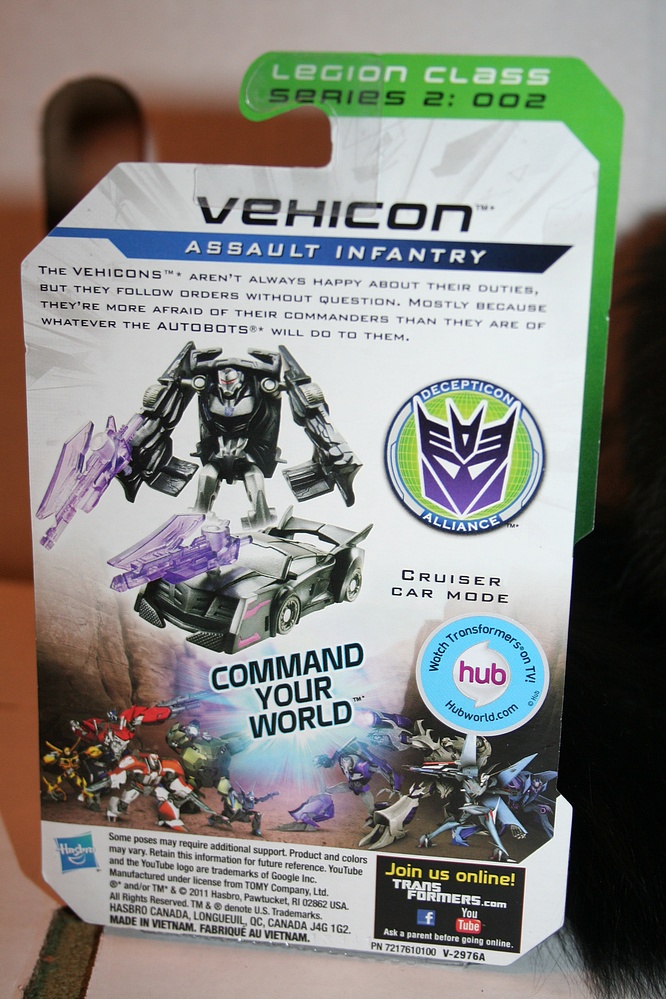 LEGION CLASS
SERIES 2: 002
VEHICON™*
ASSAULT INFANTRY
THE VEHICONS™* AREN'T ALWAYS HAPPY ABOUT THEIR DUTIES,
BUT THEY FOLLOW ORDERS WITHOUT QUESTION. MOSTLY BECAUSE
THEY'RE MORE AFRAID OF THEIR COMMANDERS THAN THEY ARE OF
WHATEVER THE AUTOBOTS®* WILL DO TO THEM.
DECEPTICON
ALLIANCE™*
CRUISER
CAR MODE
Watch Transformers® on TV!
hub
Hubworld.com
© Hub
COMMAND
YOUR
WORLD™*
Hasbro
Some poses may require additional support. Product and colors
may vary. Retain this information for future reference. YouTube
and the YouTube logo are trademarks of Google Inc.
Manufactured under license from TOMY Company, Ltd.
®* and/or TM* & © 2011 Hasbro, Pawtucket, RI 02862 USA.
All Rights Reserved. TM & ® denote U.S. Trademarks.
HASBRO CANADA, LONGUEUIL, QC, CANADA J4G 1G2.
MADE IN VIETNAM. FABRIQUÉ AU VIETNAM.
Join us online!
TRANSFORMERS.com
f
You
Tube
Ask a parent before going online.
PN 7217610100 V-2976A